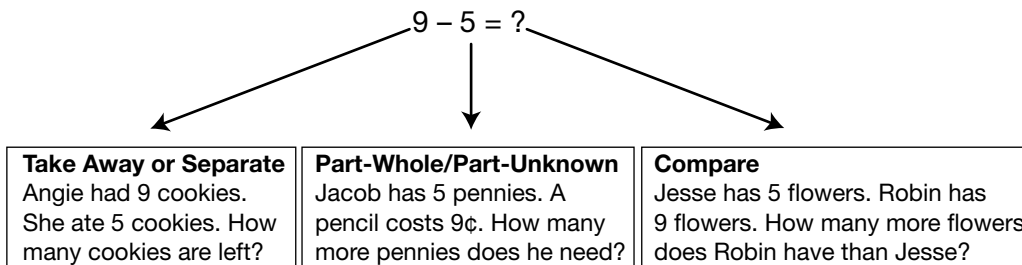 9 – 5 = ?
Take Away or Separate
Angie had 9 cookies.
She ate 5 cookies. How
many cookies are left?
Part-Whole/Part-Unknown
Jacob has 5 pennies. A
pencil costs 9¢. How many
more pennies does he need?
Compare
Jesse has 5 flowers. Robin has
9 flowers. How many more flowers
does Robin have than Jesse?